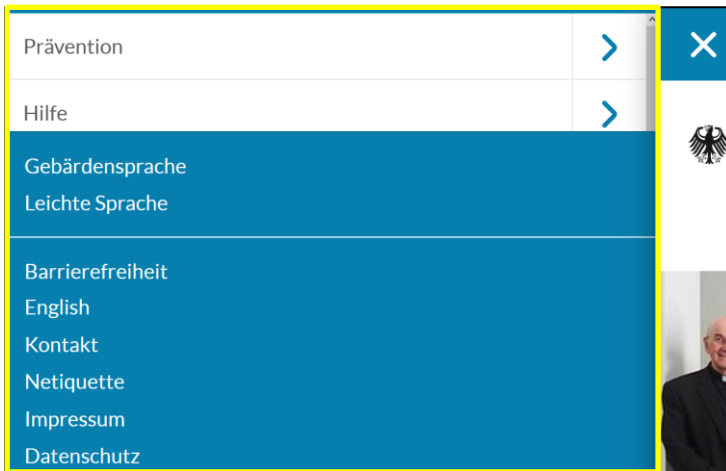 Prävention
Hilfe
Gebärdensprache
Leichte Sprache
Barrierefreiheit
English
Kontakt
Netiquette
Impressum
Datenschutz